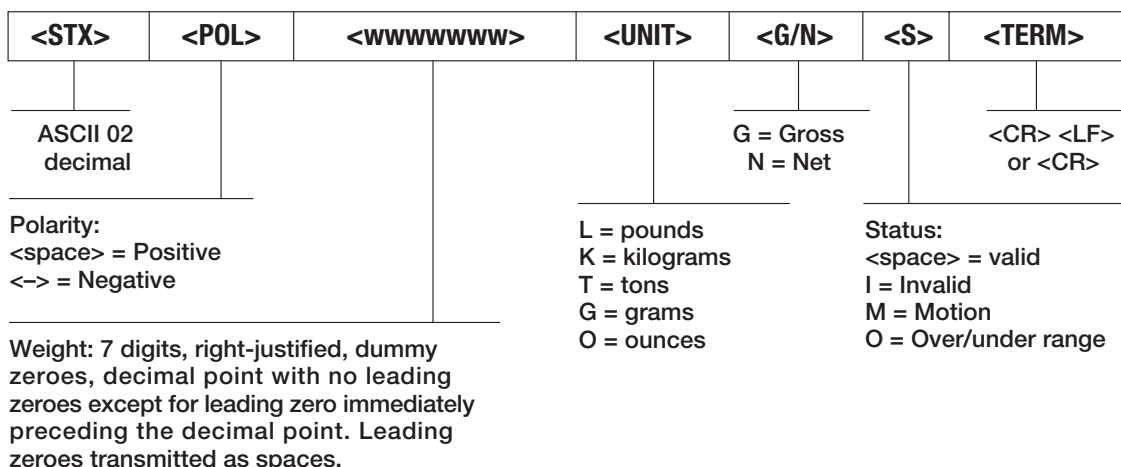 <STX> <POL> <wwwwwww> <UNIT> <G/N> <S> <TERM>
ASCII 02
decimal
G = Gross
N = Net
<CR> <LF>
or <CR>
Polarity:
<space> = Positive
<–> = Negative
L = pounds
K = kilograms
T = tons
G = grams
O = ounces
Status:
<space> = valid
I = Invalid
M = Motion
O = Over/under range
Weight: 7 digits, right-justified, dummy
zeroes, decimal point with no leading
zeroes except for leading zero immediately
preceding the decimal point. Leading
zeroes transmitted as spaces.